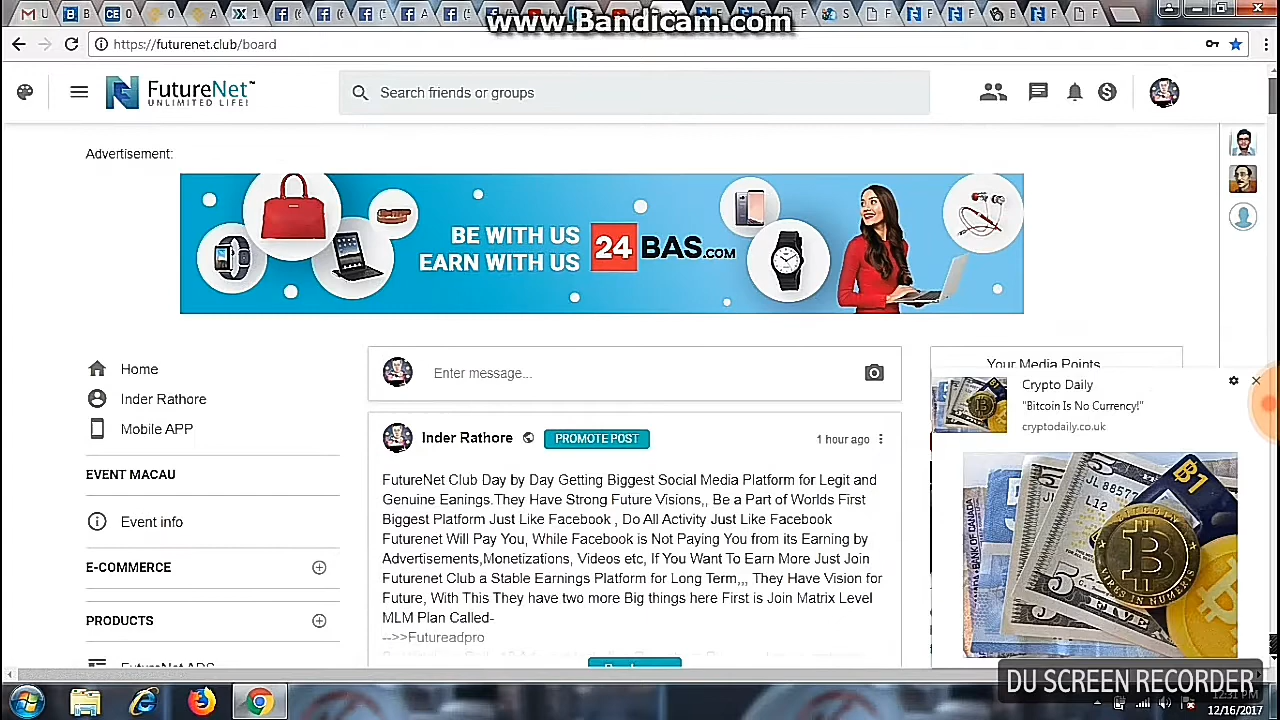 www.Bandicam.com
https://futurenet.club/board
FutureNet™
UNLIMITED LIFE!
Search friends or groups
Advertisement:
BE WITH US
EARN WITH US
24 BAS.COM
Home
Inder Rathore
Mobile APP
EVENT MACAU
Event info
E-COMMERCE
PRODUCTS
FutureNet ADS
Enter message...
Inder Rathore
PROMOTE POST
1 hour ago
FutureNet Club Day by Day Getting Biggest Social Media Platform for Legit and
Genuine Eanings.They Have Strong Future Visions,, Be a Part of Worlds First
Biggest Platform Just Like Facebook , Do All Activity Just Like Facebook
Futurenet Will Pay You, While Facebook is Not Paying You from its Earning by
Advertisements,Monetizations, Videos etc, If You Want To Earn More Just Join
Futurenet Club a Stable Earnings Platform for Long Term,,, They Have Vision for
Future, With This They have two more Big things here First is Join Matrix Level
MLM Plan Called-
-->>Futureadpro
Your Media Points
Crypto Daily
"Bitcoin Is No Currency!"
cryptodaily.co.uk
DU SCREEN RECORDER
12:31 PM
12/16/2017